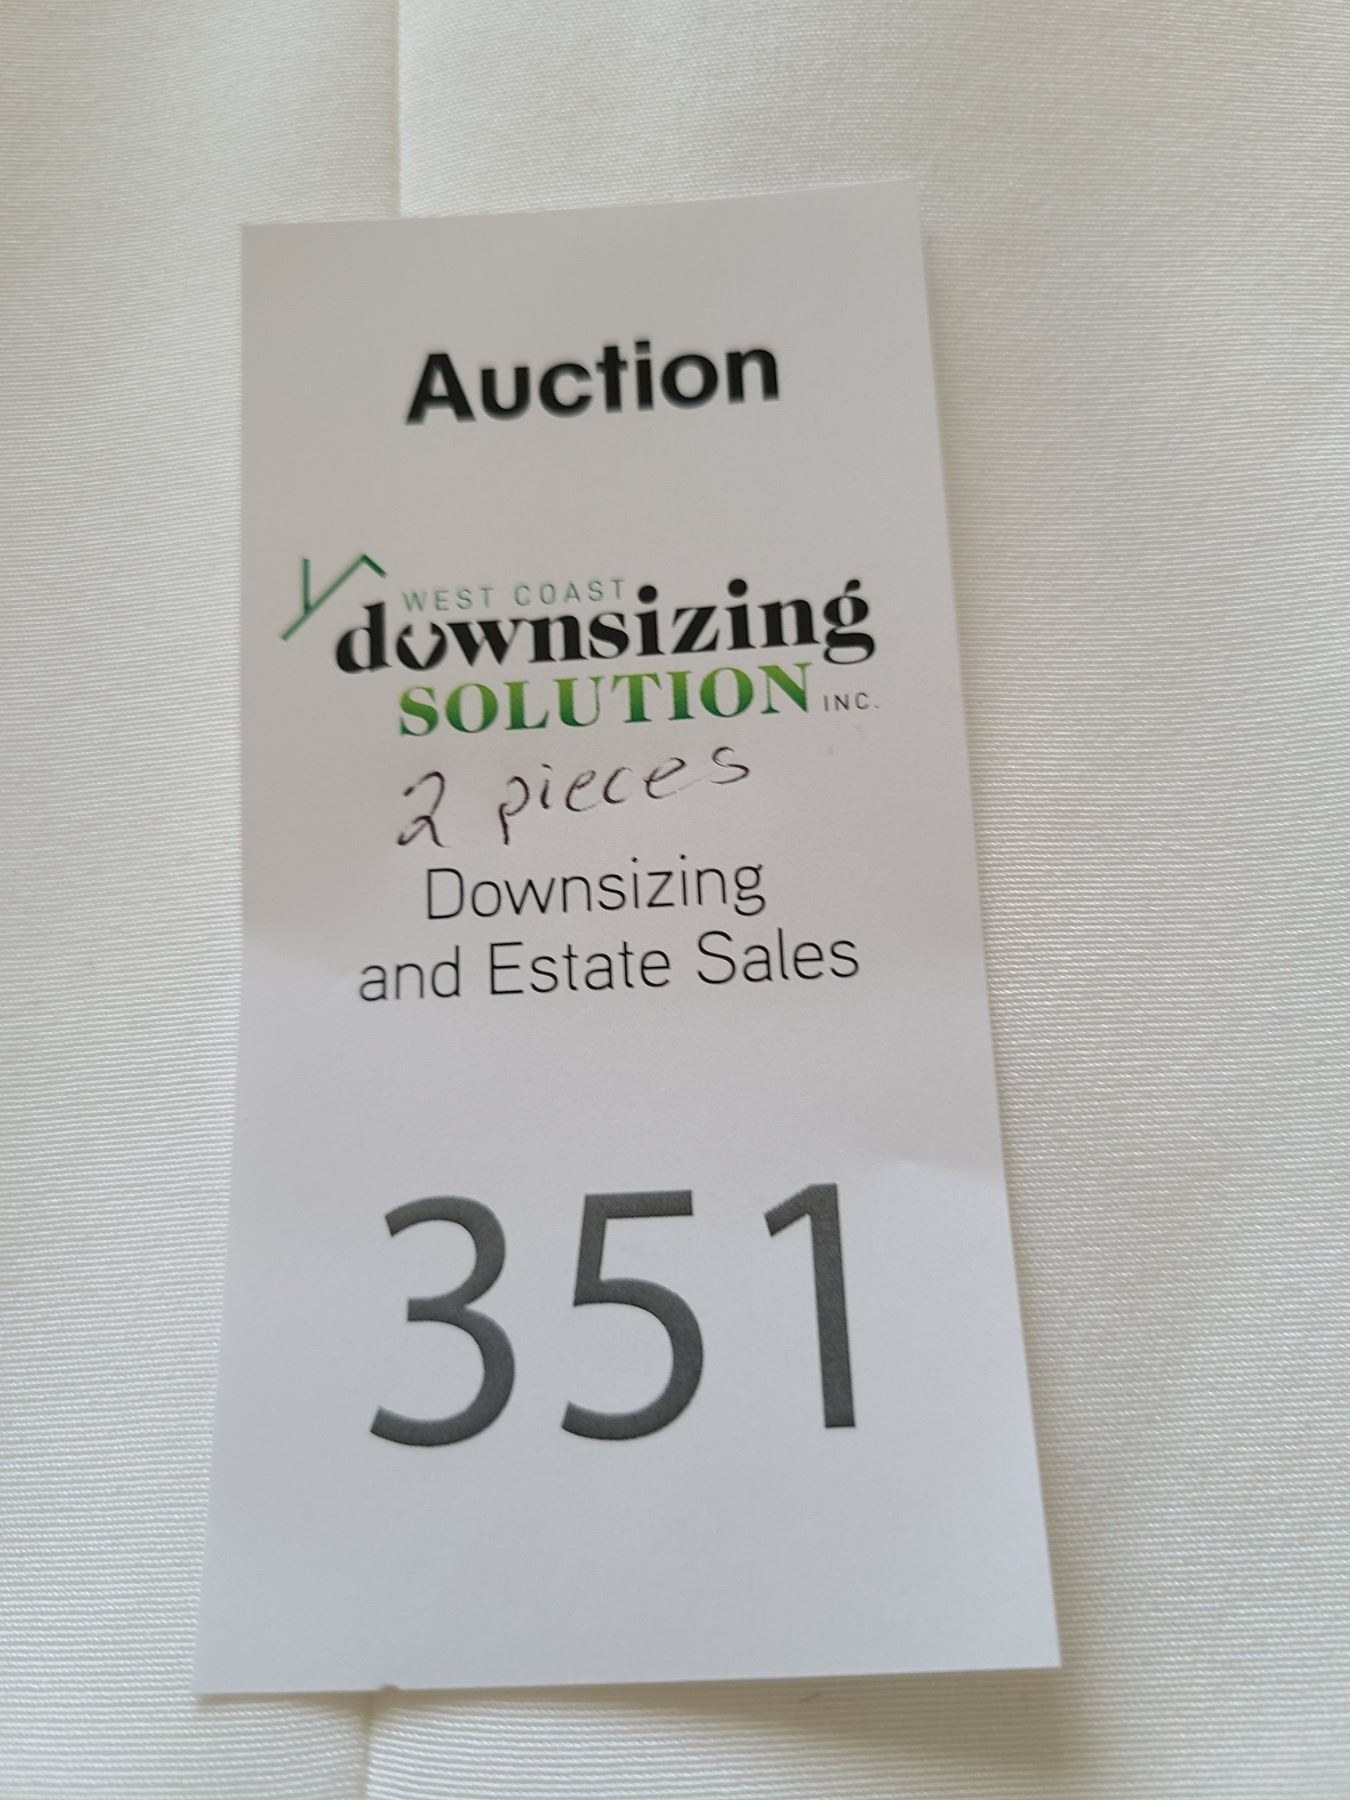 Auction
WEST COAST
downsizing
SOLUTION INC.
2 pieces
Downsizing
and Estate Sales
351